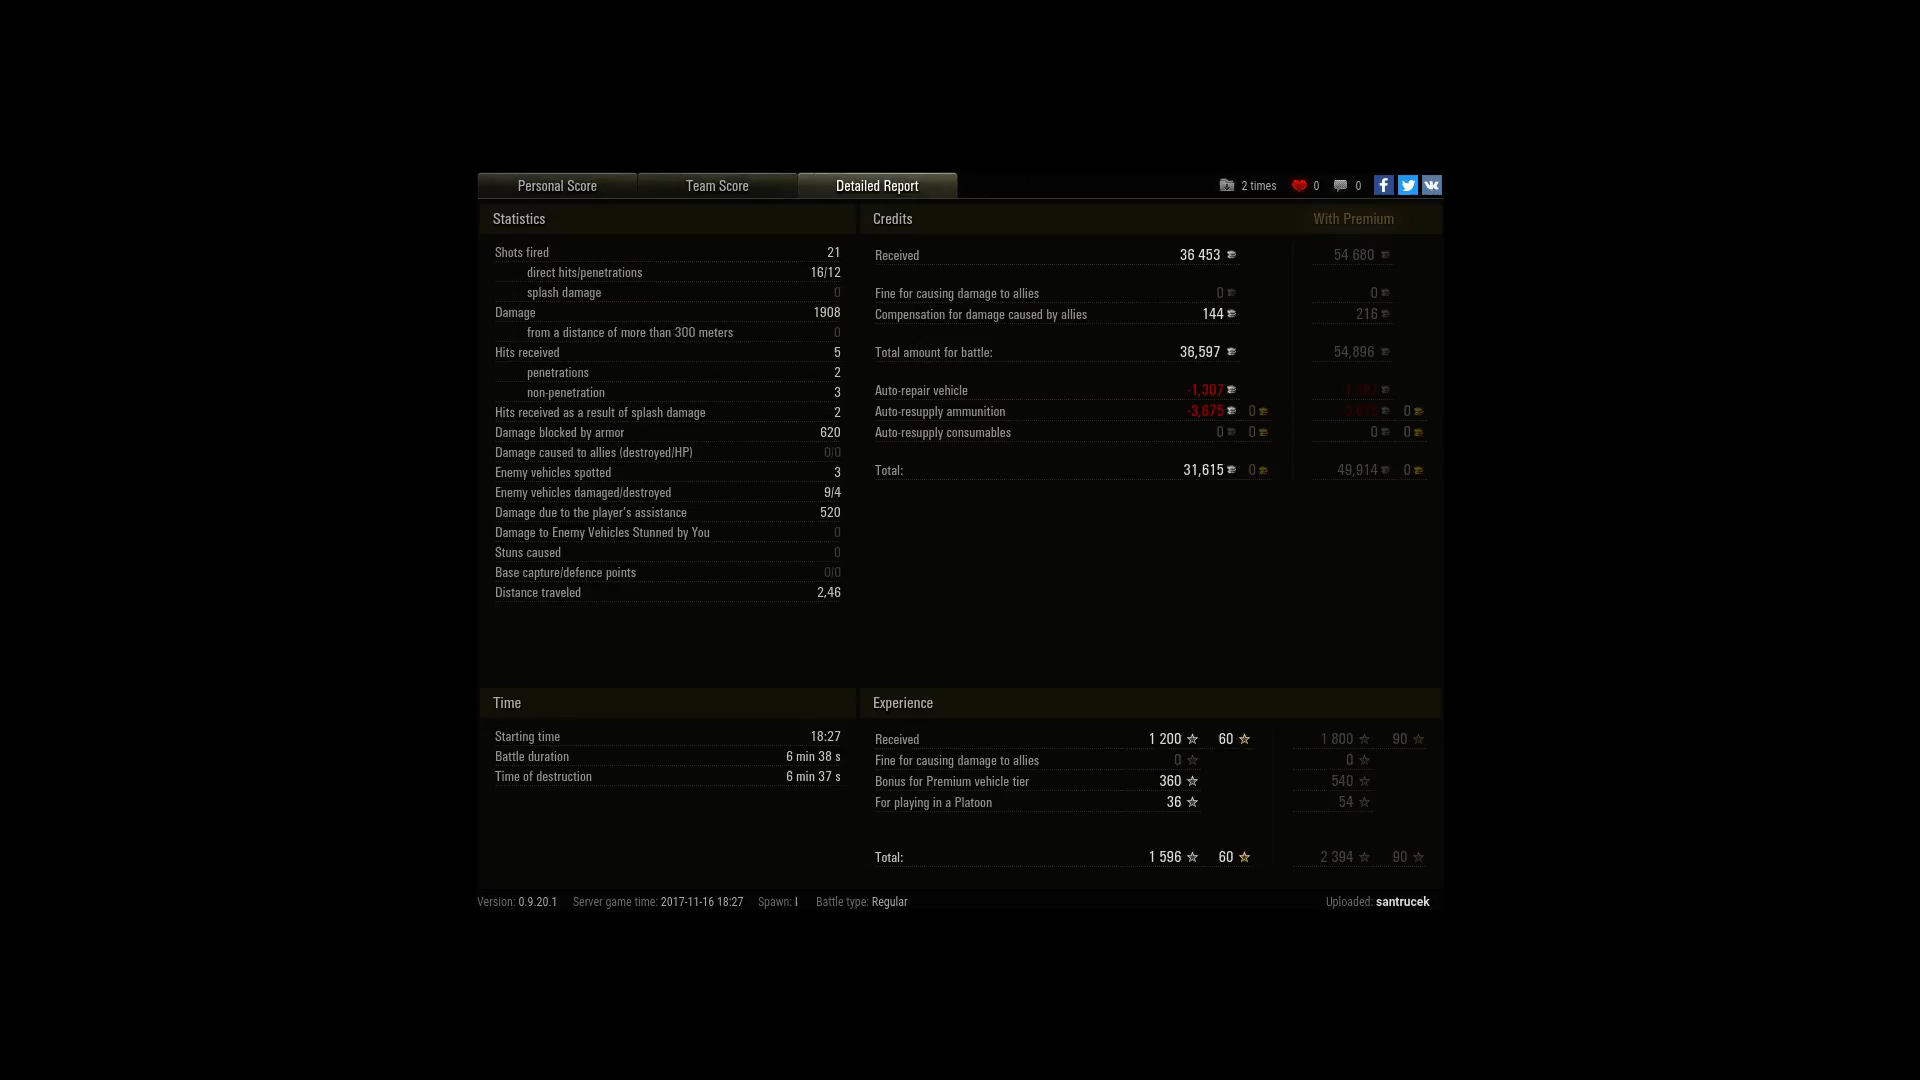 Personal Score Team Score Detailed Report 2 times 0 0
Statistics
Shots fired 21
direct hits/penetrations 16/12
splash damage 0
Damage 1908
from a distance of more than 300 meters 0
Hits received 5
penetrations 2
non-penetration 3
Hits received as a result of splash damage 2
Damage blocked by armor 620
Damage caused to allies (destroyed/HP) 0/0
Enemy vehicles spotted 3
Enemy vehicles damaged/destroyed 9/4
Damage due to the player's assistance 520
Damage to Enemy Vehicles Stunned by You 0
Stuns caused 0
Base capture/defence points 0/0
Distance traveled 2,46
Credits With Premium
Received 36 453 54 680
Fine for causing damage to allies 0 0
Compensation for damage caused by allies 144 216
Total amount for battle: 36,597 54,896
Auto-repair vehicle -1,307 -1,307
Auto-resupply ammunition -3,675 0 -3,675 0
Auto-resupply consumables 0 0 0 0
Total: 31,615 0 49,914 0
Time
Starting time 18:27
Battle duration 6 min 38 s
Time of destruction 6 min 37 s
Experience
Received 1 200 60 1 800 90
Fine for causing damage to allies 0 0
Bonus for Premium vehicle tier 360 540
For playing in a Platoon 36 54
Total: 1 596 60 2 394 90
Version: 0.9.20.1 Server game time: 2017-11-16 18:27 Spawn: I Battle type: Regular Uploaded: santrucek